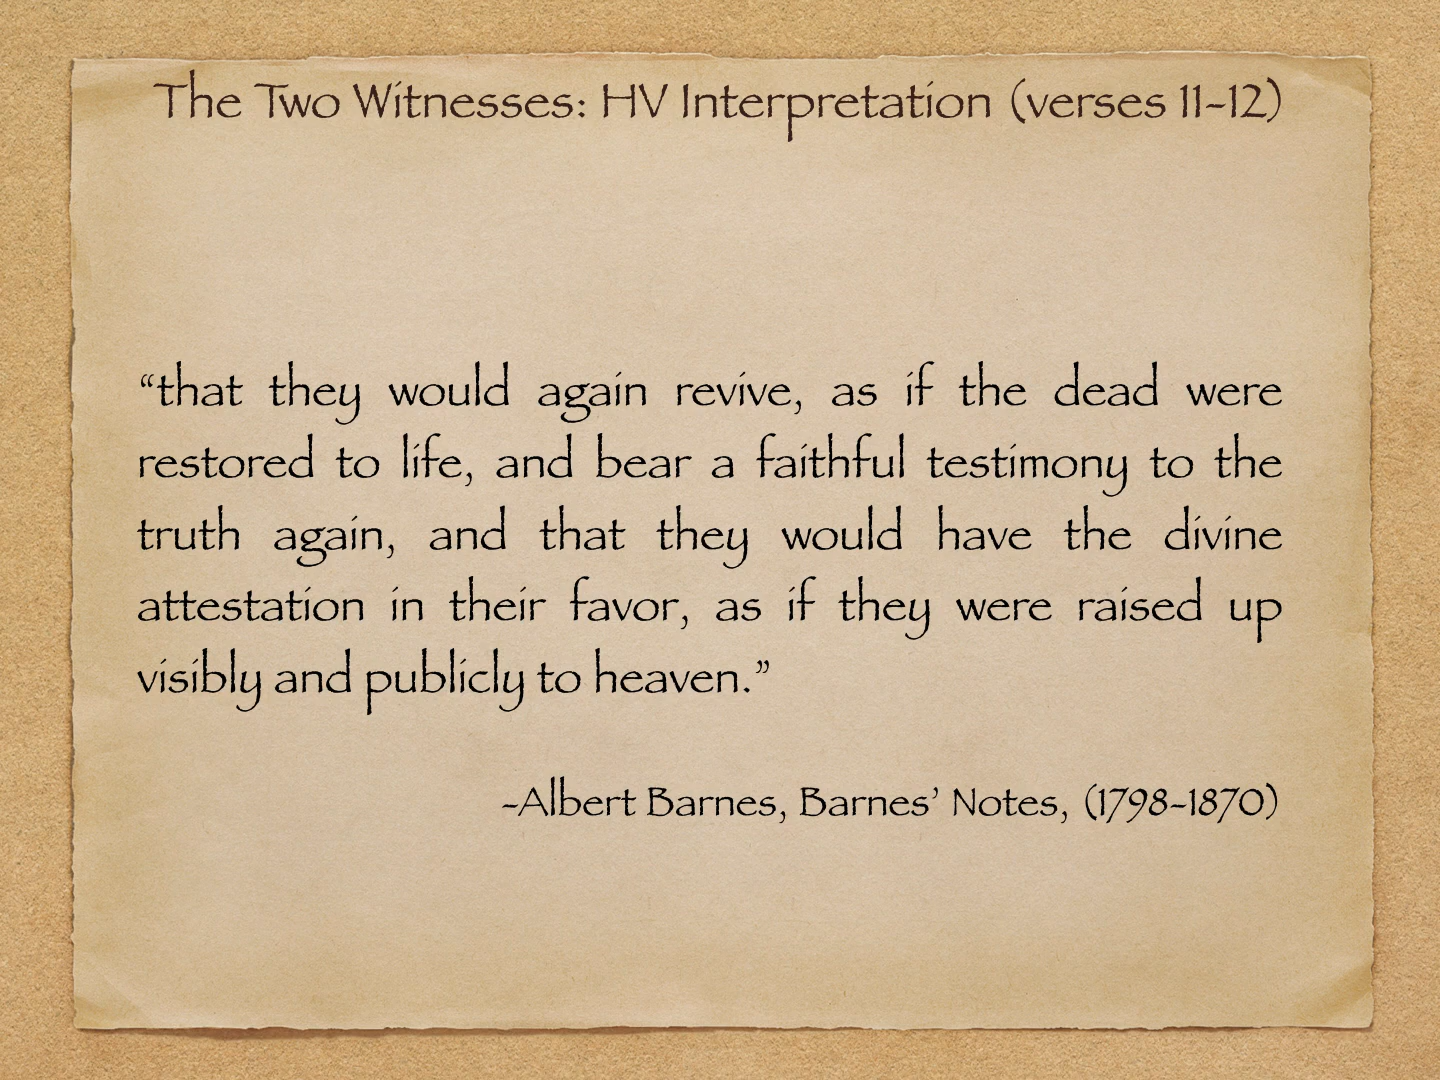 The Two Witnesses: HV Interpretation (verses 11-12)
“that they would again revive, as if the dead were
restored to life, and bear a faithful testimony to the
truth again, and that they would have the divine
attestation in their favor, as if they were raised up
visibly and publicly to heaven.”
-Albert Barnes, Barnes’ Notes, (1798-1870)